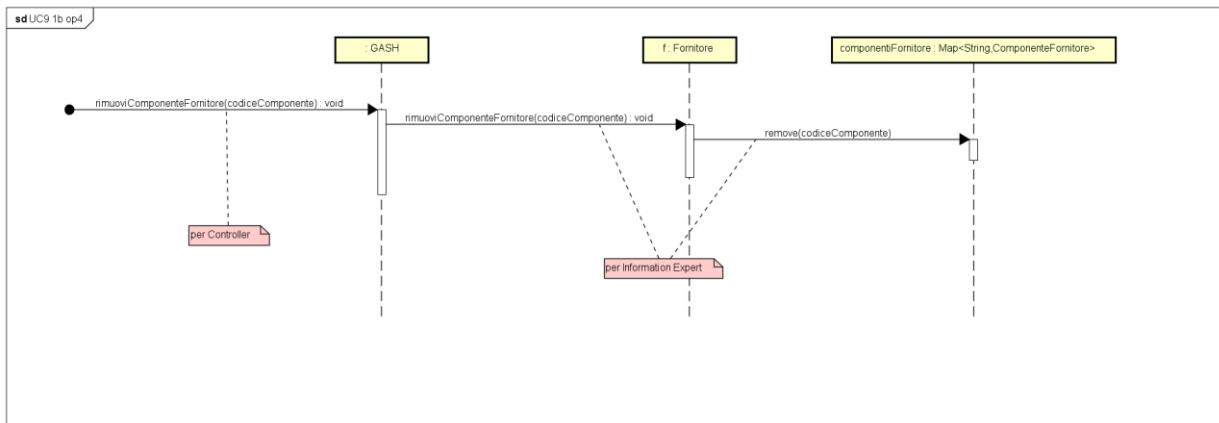 sd UC9 1b op4
: GASH
f : Fornitore
componentiFornitore : Map<String,ComponenteFornitore>
rimuoviComponenteFornitore(codiceComponente) : void
rimuoviComponenteFornitore(codiceComponente) : void
remove(codiceComponente)
per Controller
per Information Expert